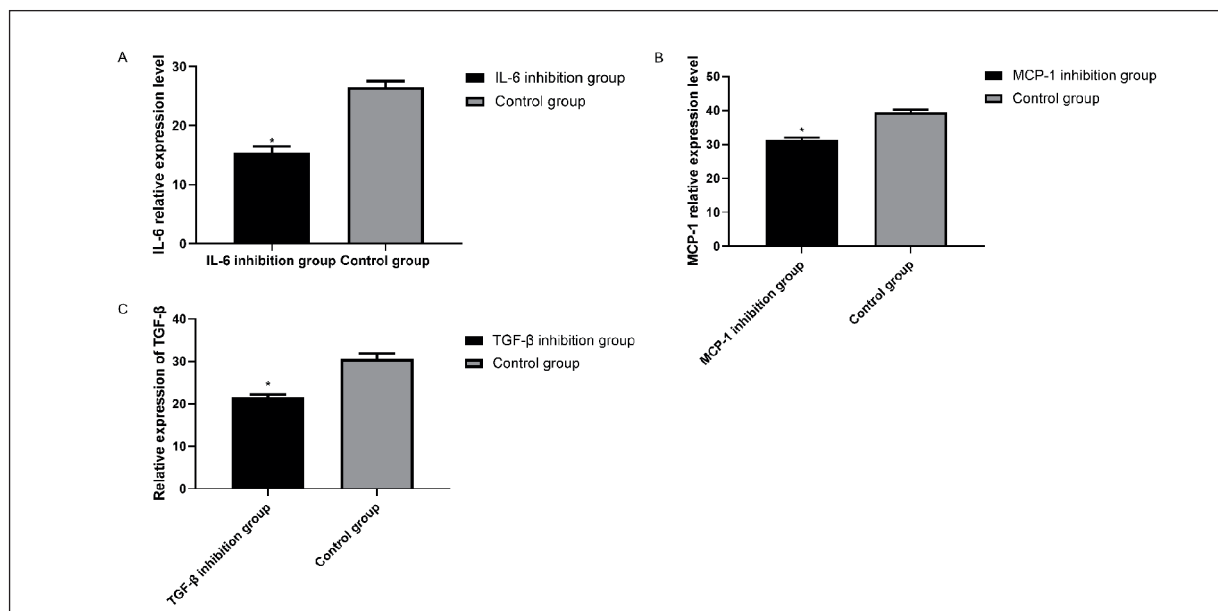 A
IL-6 relative expression level
30
20
10
0
*
IL-6 inhibition group
Control group
IL-6 inhibition group Control group
B
MCP-1 relative expression level
50
40
30
20
10
0
*
MCP-1 inhibition group
Control group
MCP-1 inhibition group
Control group
C
Relative expression of TGF-β
40
30
20
10
0
*
TGF-β inhibition group
Control group
TGF-β inhibition group
Control group